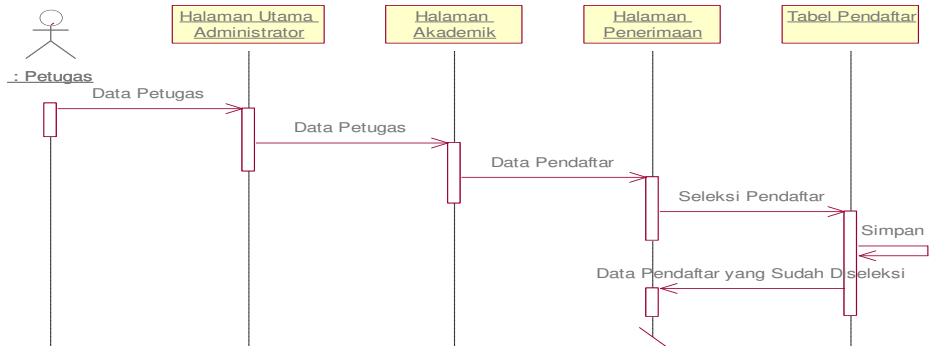 Halaman Utama
Administrator
Halaman
Akademik
Halaman
Penerimaan
Tabel Pendaftar
: Petugas
Data Petugas
Data Petugas
Data Pendaftar
Seleksi Pendaftar
Simpan
Data Pendaftar yang Sudah Diseleksi